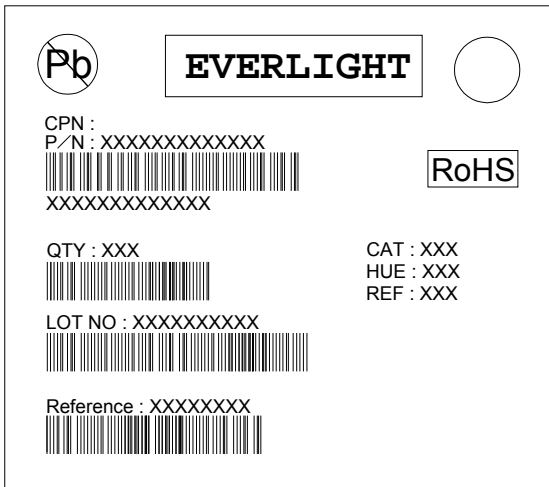 Pb
EVERLIGHT
CPN :
P/N : XXXXXXXXXXXXX
RoHS
XXXXXXXXXXXXX
QTY : XXX
CAT : XXX
HUE : XXX
REF : XXX
LOT NO : XXXXXXXXXX
Reference : XXXXXXXX